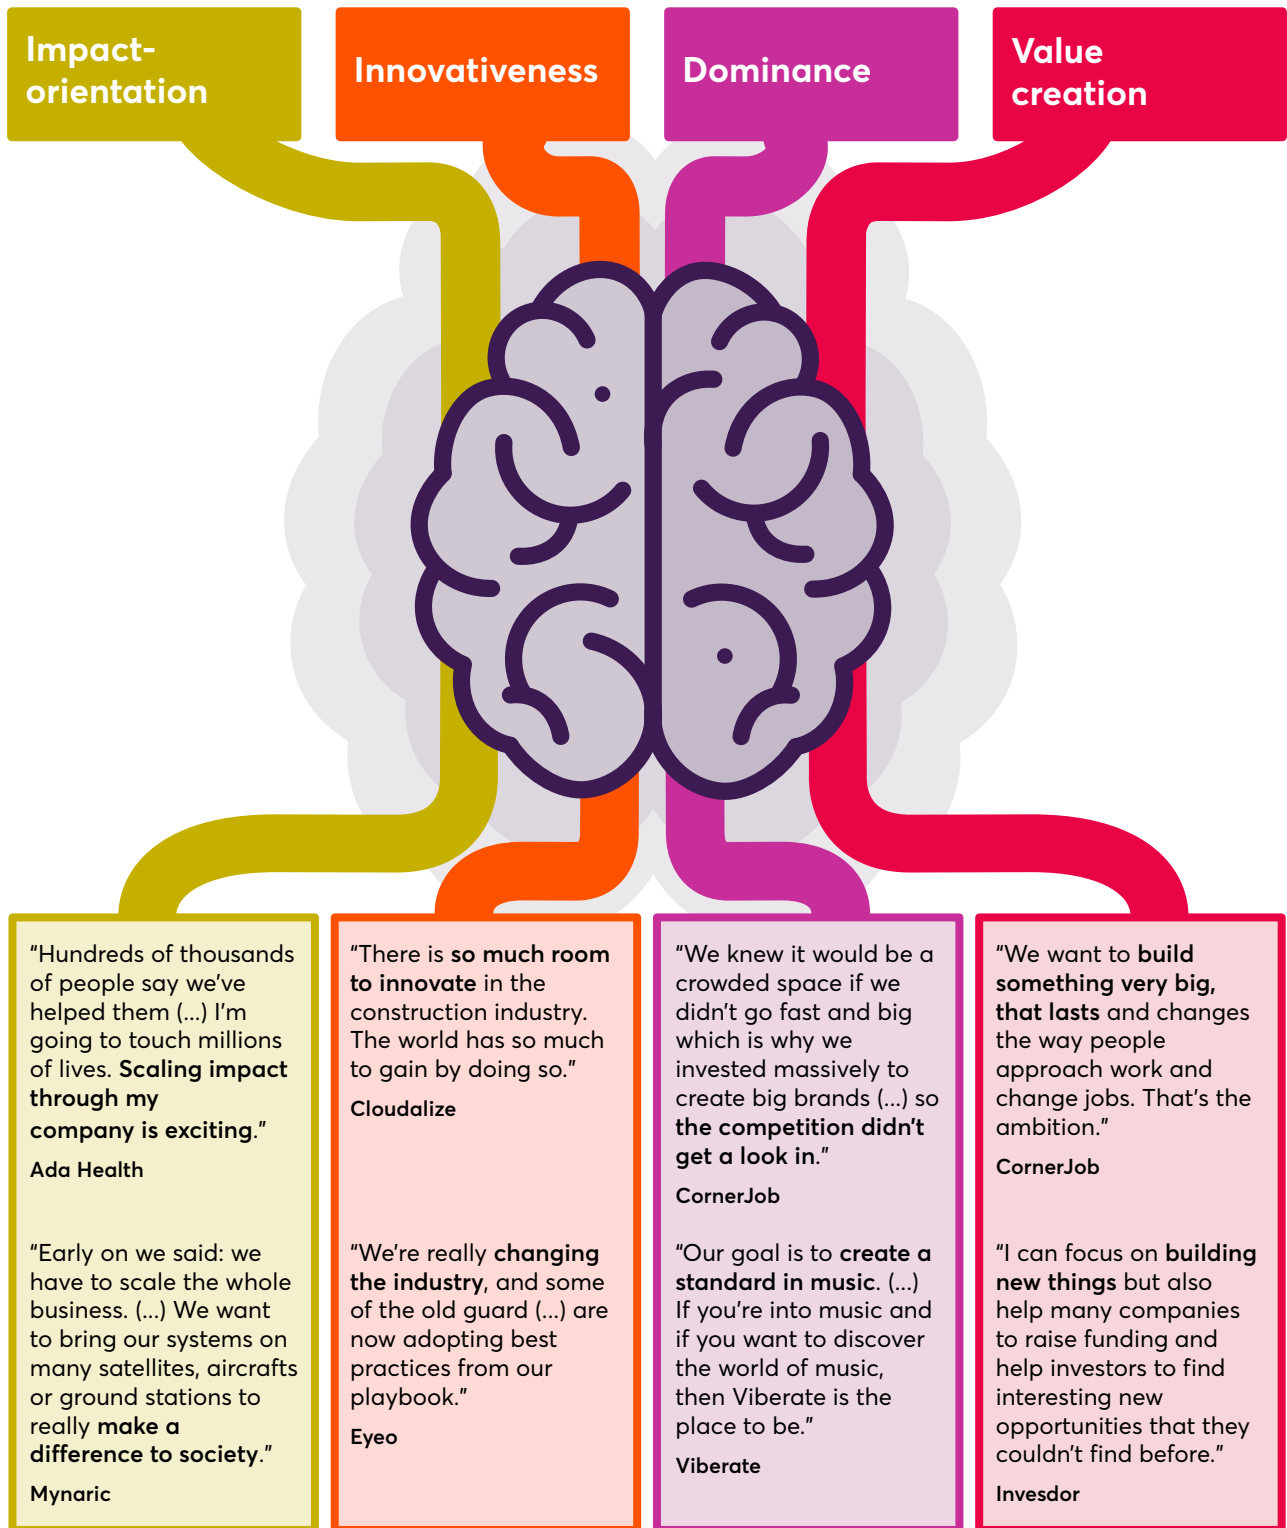 Impact-
orientation
Innovativeness
Dominance
Value
creation
“Hundreds of thousands
of people say we’ve
helped them (...) I’m
going to touch millions
of lives. Scaling impact
through my
company is exciting.”
Ada Health
“Early on we said: we
have to scale the whole
business. (...) We want
to bring our systems on
many satellites, aircrafts
or ground stations to
really make a
difference to society.”
Mynaric
“There is so much room
to innovate in the
construction industry.
The world has so much
to gain by doing so.”
Cloudalize
“We’re really changing
the industry, and some
of the old guard (...) are
now adopting best
practices from our
playbook.”
Eyeo
“We knew it would be a
crowded space if we
didn’t go fast and big
which is why we
invested massively to
create big brands (...) so
the competition didn’t
get a look in.”
CornerJob
“Our goal is to create a
standard in music. (...)
If you’re into music and
if you want to discover
the world of music,
then Viberate is the
place to be.”
Viberate
“We want to build
something very big,
that lasts and changes
the way people
approach work and
change jobs. That’s the
ambition.”
CornerJob
“I can focus on building
new things but also
help many companies
to raise funding and
help investors to find
interesting new
opportunities that they
couldn’t find before.”
Invesdor